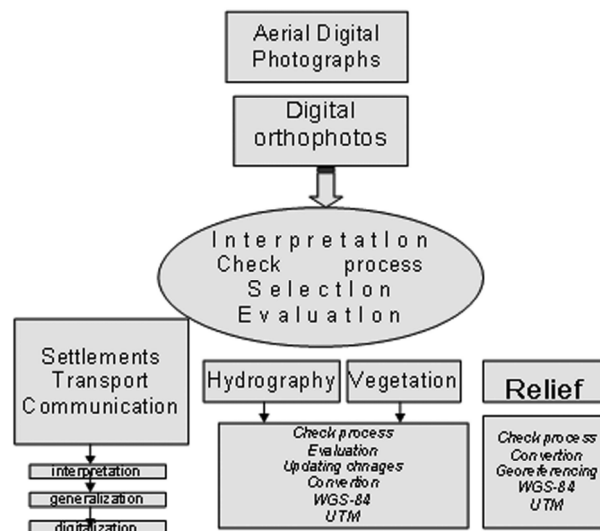 Aerial Digital
Photographs
Digital
orthophotos
InterpretatIon
Check process
SelectIon
EvaluatIon
Settlements
Transport
Communication
Hydrography
Vegetation
Relief
interpretation
generalization
digitalization
Check process
Evaluation
Updating chnages
Convertion
WGS-84
UTM
Check process
Convertion
Georeferencing
WGS-84
UTM